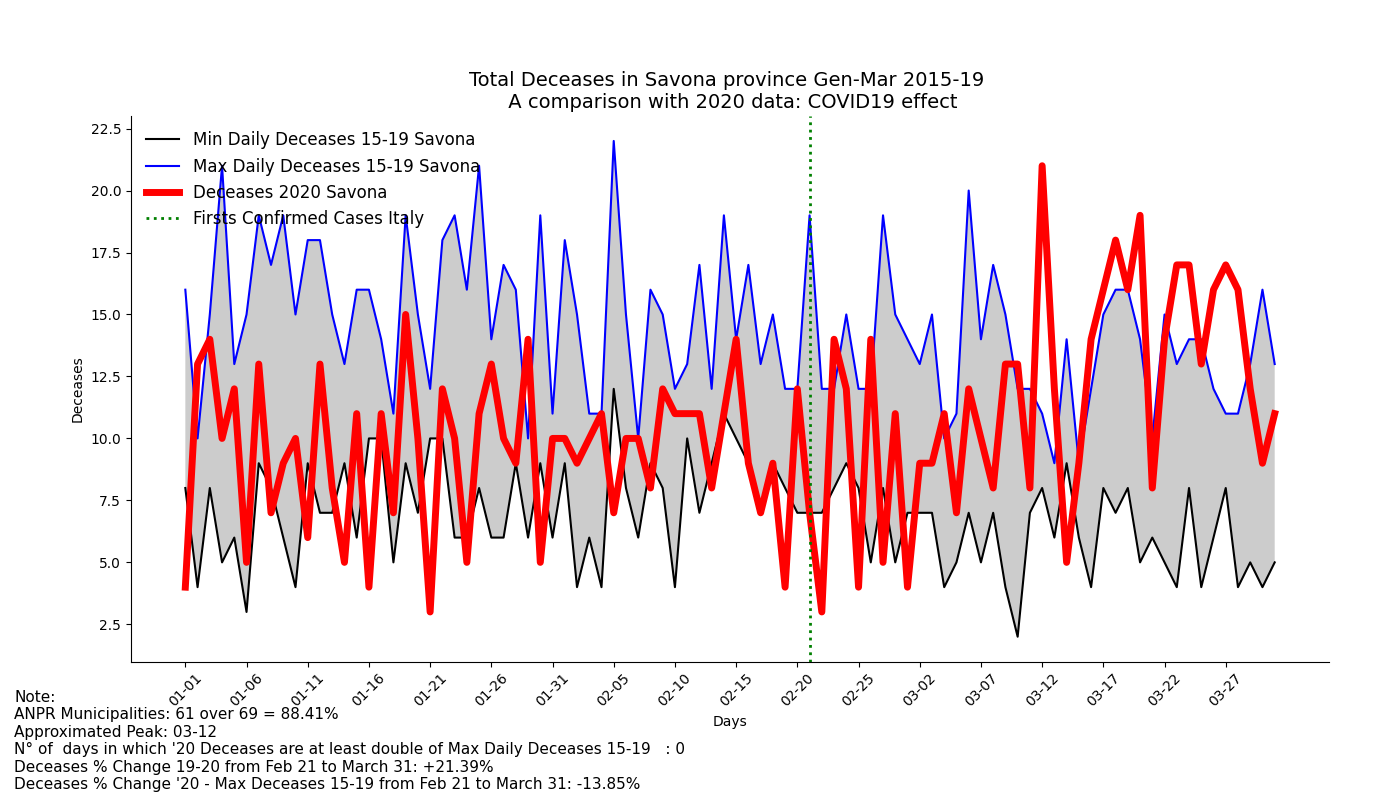 Total Deceases in Savona province Gen-Mar 2015-19
A comparison with 2020 data: COVID19 effect
Min Daily Deceases 15-19 Savona
Max Daily Deceases 15-19 Savona
Deceases 2020 Savona
Firsts Confirmed Cases Italy
Deceases
22.5
20.0
17.5
15.0
12.5
10.0
7.5
5.0
2.5
01-01
01-06
01-11
01-16
01-21
01-26
01-31
02-05
02-10
02-15
02-20
02-25
03-02
03-07
03-12
03-17
03-22
03-27
Days
Note:
ANPR Municipalities: 61 over 69 = 88.41%
Approximated Peak: 03-12
N° of  days in which '20 Deceases are at least double of Max Daily Deceases 15-19   : 0
Deceases % Change 19-20 from Feb 21 to March 31: +21.39%
Deceases % Change '20 - Max Deceases 15-19 from Feb 21 to March 31: -13.85%